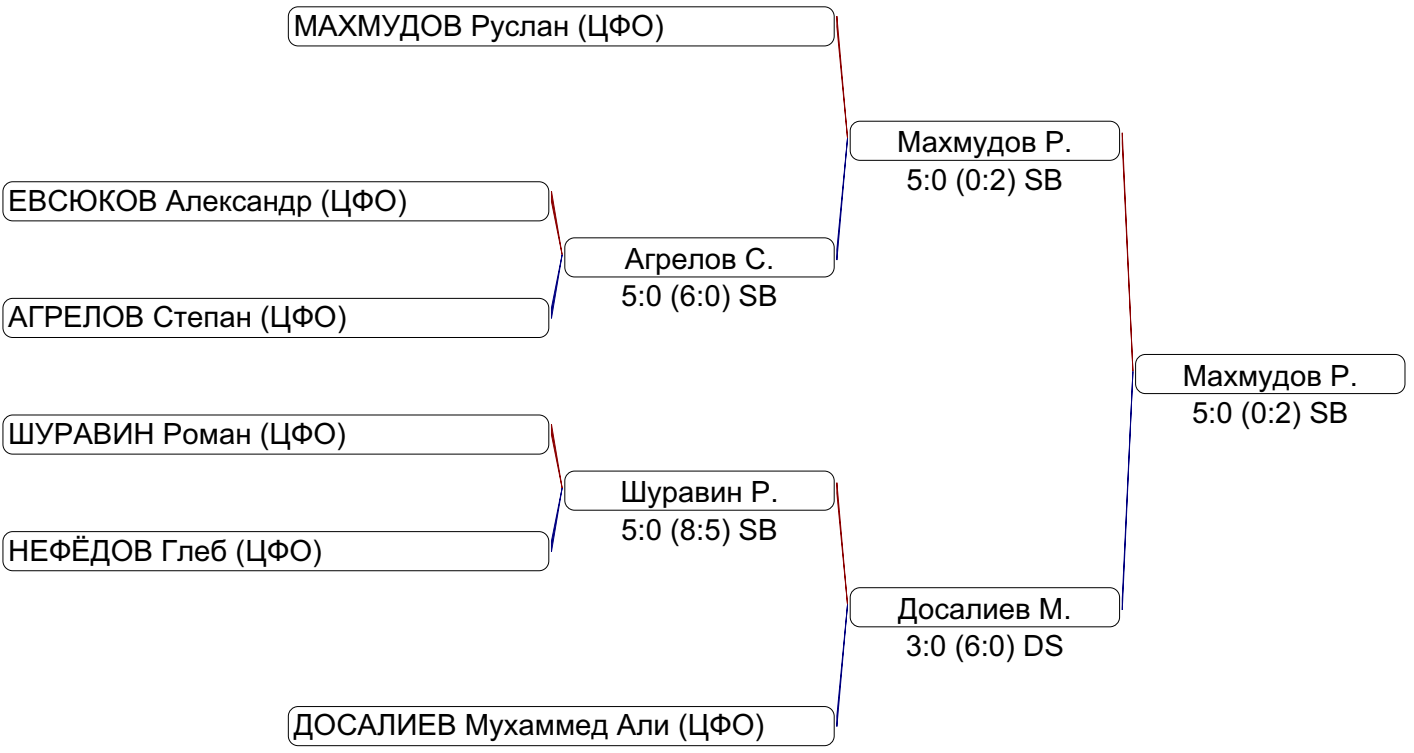 МАХМУДОВ Руслан (ЦФО)
Махмудов Р.
5:0 (0:2) SB
ЕВСЮКОВ Александр (ЦФО)
Агрелов С.
5:0 (6:0) SB
АГРЕЛОВ Степан (ЦФО)
Махмудов Р.
5:0 (0:2) SB
ШУРАВИН Роман (ЦФО)
Шуравин Р.
5:0 (8:5) SB
НЕФЁДОВ Глеб (ЦФО)
Досалиев М.
3:0 (6:0) DS
ДОСАЛИЕВ Мухаммед Али (ЦФО)